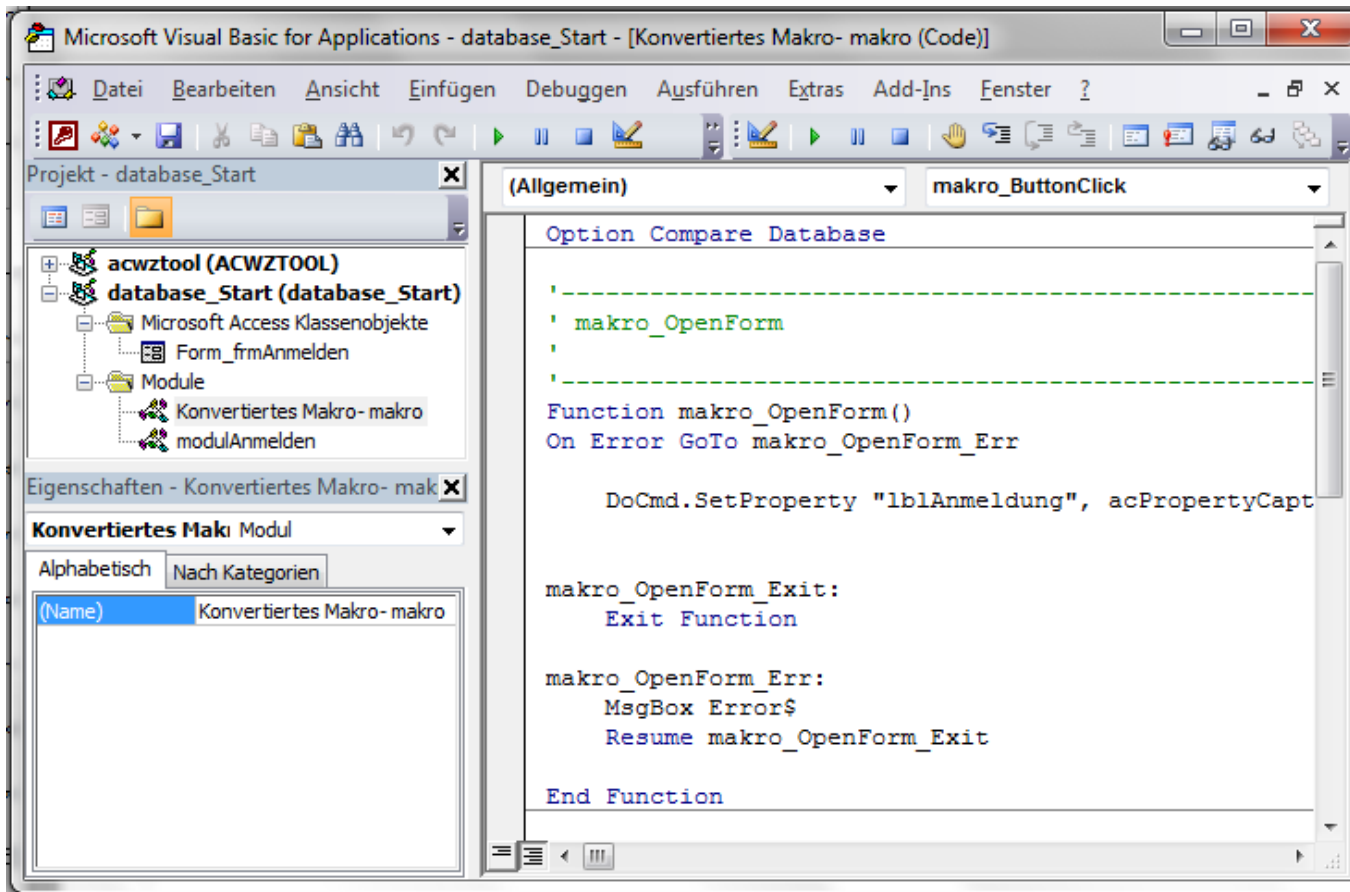 Microsoft Visual Basic for Applications - database_Start - [Konvertiertes Makro- makro (Code)]
Datei Bearbeiten Ansicht Einfügen Debuggen Ausführen Extras Add-Ins Fenster ?
Projekt - database_Start
acwztool (ACWZTOOL)
database_Start (database_Start)
Microsoft Access Klassenobjekte
Form_frmAnmelden
Module
Konvertiertes Makro- makro
modulAnmelden
Eigenschaften - Konvertiertes Makro- mak
Konvertiertes Mak Modul
Alphabetisch Nach Kategorien
(Name) Konvertiertes Makro- makro
(Allgemein) makro_ButtonClick
Option Compare Database
'---------------------------------------------------
' makro_OpenForm
'
'---------------------------------------------------
Function makro_OpenForm()
On Error GoTo makro_OpenForm_Err
DoCmd.SetProperty "lblAnmeldung", acPropertyCapt
makro_OpenForm_Exit:
Exit Function
makro_OpenForm_Err:
MsgBox Error$
Resume makro_OpenForm_Exit
End Function